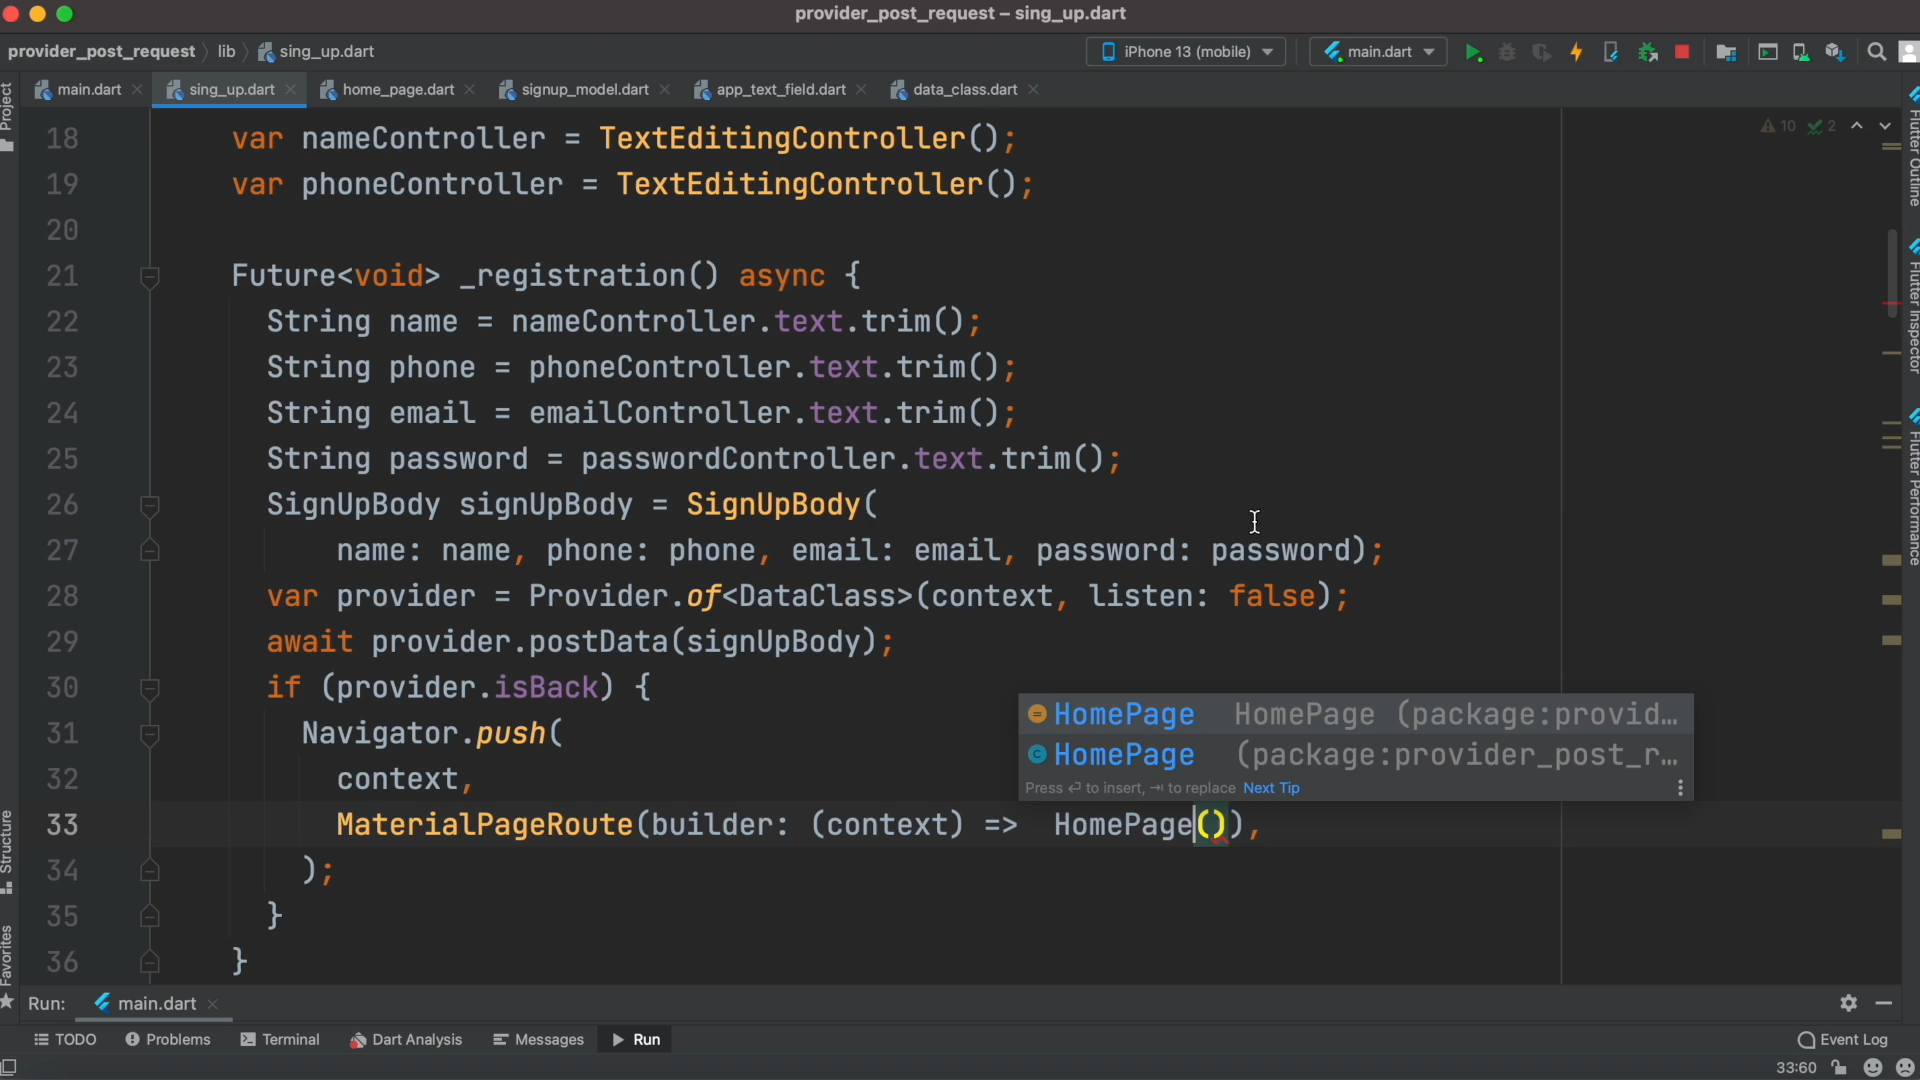 provider_post_request – sing_up.dart
provider_post_request lib sing_up.dart
iPhone 13 (mobile) main.dart
main.dart sing_up.dart home_page.dart signup_model.dart app_text_field.dart data_class.dart
10 2
18 var nameController = TextEditingController();
19 var phoneController = TextEditingController();
20
21 Future<void> _registration() async {
22 String name = nameController.text.trim();
23 String phone = phoneController.text.trim();
24 String email = emailController.text.trim();
25 String password = passwordController.text.trim();
26 SignUpBody signUpBody = SignUpBody(
27 name: name, phone: phone, email: email, password: password);
28 var provider = Provider.of<DataClass>(context, listen: false);
29 await provider.postData(signUpBody);
30 if (provider.isBack) {
31 Navigator.push(
32 context,
33 MaterialPageRoute(builder: (context) => HomePage()),
34 );
35 }
36 }
HomePage HomePage (package:provid…
HomePage (package:provider_post_r…
Press ⏎ to insert, ⇥ to replace Next Tip
Project
Structure
Favorites
Flutter Outline
Flutter Inspector
Flutter Performance
Run: main.dart
TODO Problems Terminal Dart Analysis Messages Run Event Log
33:60